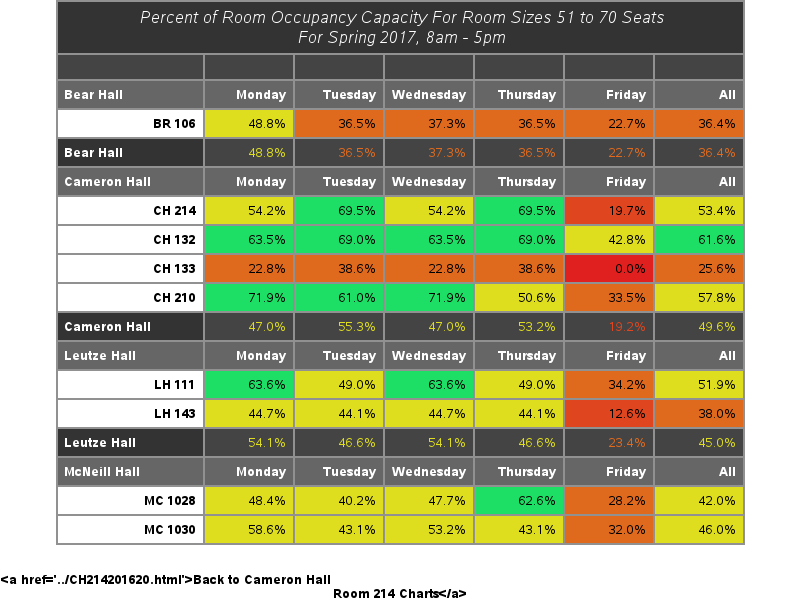 Percent of Room Occupancy Capacity For Room Sizes 51 to 70 Seats
For Spring 2017, 8am - 5pm
Bear Hall Monday Tuesday Wednesday Thursday Friday All
BR 106 48.8% 36.5% 37.3% 36.5% 22.7% 36.4%
Bear Hall 48.8% 36.5% 37.3% 36.5% 22.7% 36.4%
Cameron Hall Monday Tuesday Wednesday Thursday Friday All
CH 214 54.2% 69.5% 54.2% 69.5% 19.7% 53.4%
CH 132 63.5% 69.0% 63.5% 69.0% 42.8% 61.6%
CH 133 22.8% 38.6% 22.8% 38.6% 0.0% 25.6%
CH 210 71.9% 61.0% 71.9% 50.6% 33.5% 57.8%
Cameron Hall 47.0% 55.3% 47.0% 53.2% 19.2% 49.6%
Leutze Hall Monday Tuesday Wednesday Thursday Friday All
LH 111 63.6% 49.0% 63.6% 49.0% 34.2% 51.9%
LH 143 44.7% 44.1% 44.7% 44.1% 12.6% 38.0%
Leutze Hall 54.1% 46.6% 54.1% 46.6% 23.4% 45.0%
McNeill Hall Monday Tuesday Wednesday Thursday Friday All
MC 1028 48.4% 40.2% 47.7% 62.6% 28.2% 42.0%
MC 1030 58.6% 43.1% 53.2% 43.1% 32.0% 46.0%
<a href='../CH214201620.html'>Back to Cameron Hall
Room 214 Charts</a>